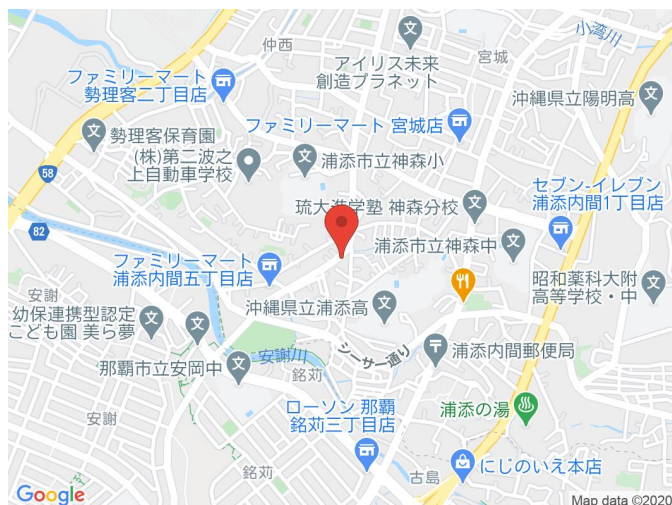 仲西
アイリス未来
創造プラネット
宮城
小湾川
沖縄県立陽明高
ファミリーマート
勢理客二丁目店
ファミリーマート 宮城店
勢理客保育園
(株)第二波之
上自動車学校
浦添市立神森小
58
セブン-イレブン
浦添内間1丁目店
琉大進学塾 神森分校
82
浦添市立神森中
ファミリーマート
浦添内間五丁目店
昭和薬科大附
高等学校・中
安謝
幼保連携型認定
こども園 美ら夢
沖縄県立浦添高
シーサー通り
安謝川
浦添内間郵便局
那覇市立安岡中
銘苅
ローソン 那覇
銘苅三丁目店
浦添の湯
銘苅
古島
にしのいえ本店
Google
Map data ©2020